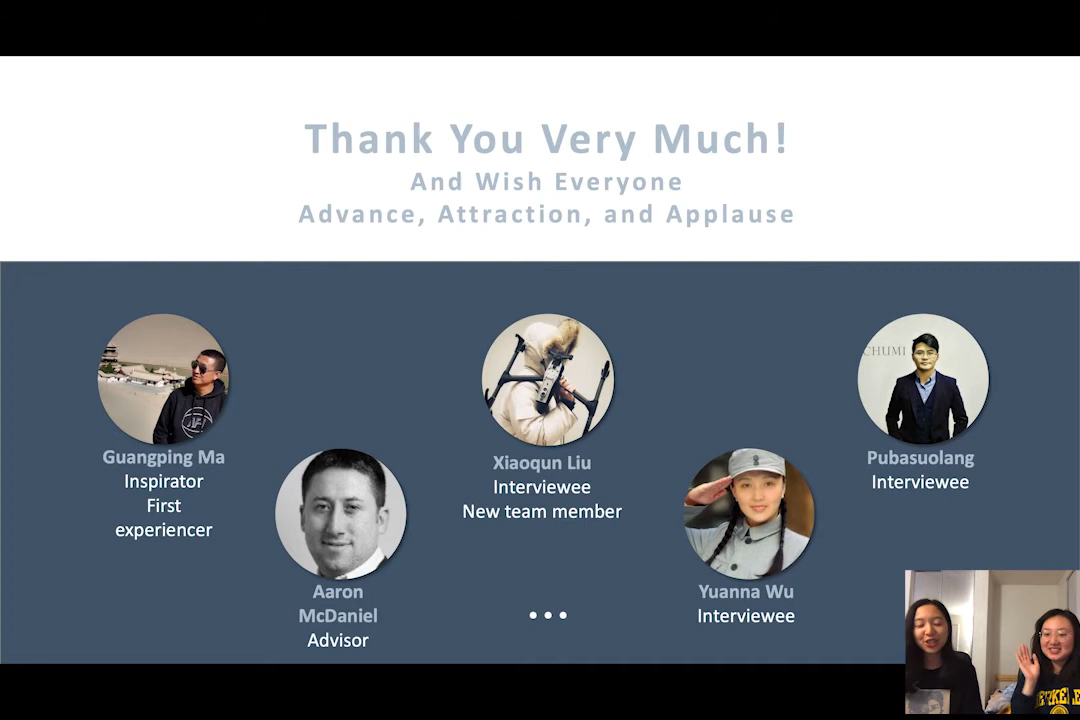 Thank You Very Much!
And Wish Everyone
Advance, Attraction, and Applause
CHUMI
Guangping Ma
Inspirator
First
experiencer
Aaron
McDaniel
Advisor
Xiaoqun Liu
Interviewee
New team member
Yuanna Wu
Interviewee
Pubasuolang
Interviewee
...